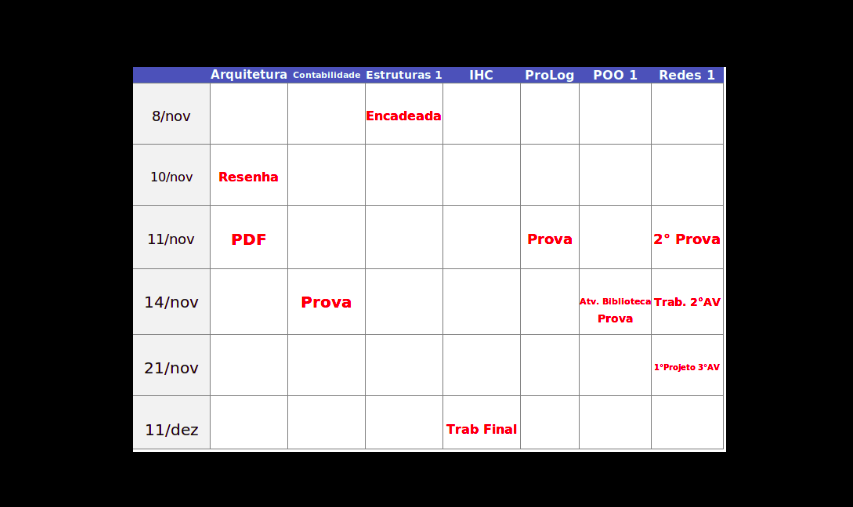 Arquitetura Contabilidade Estruturas 1 IHC ProLog POO 1 Redes 1
8/nov Encadeada
10/nov Resenha
11/nov PDF Prova 2° Prova
14/nov Prova Atv. Biblioteca Trab. 2°AV
Prova
21/nov 1°Projeto 3°AV
11/dez Trab Final